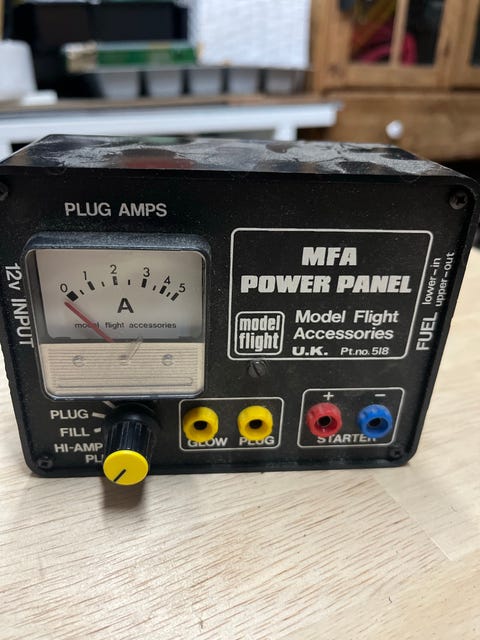 PLUG AMPS
0 1 2 3 4 5
A
model flight accessories
12v INPUT
MFA
POWER PANEL
model
flight
Model Flight
Accessories
U.K. Pt.no.518
FUEL lower-in
upper-out
PLUG
FILL
HI-AMP
GLOW PLUG
+ −
STARTER